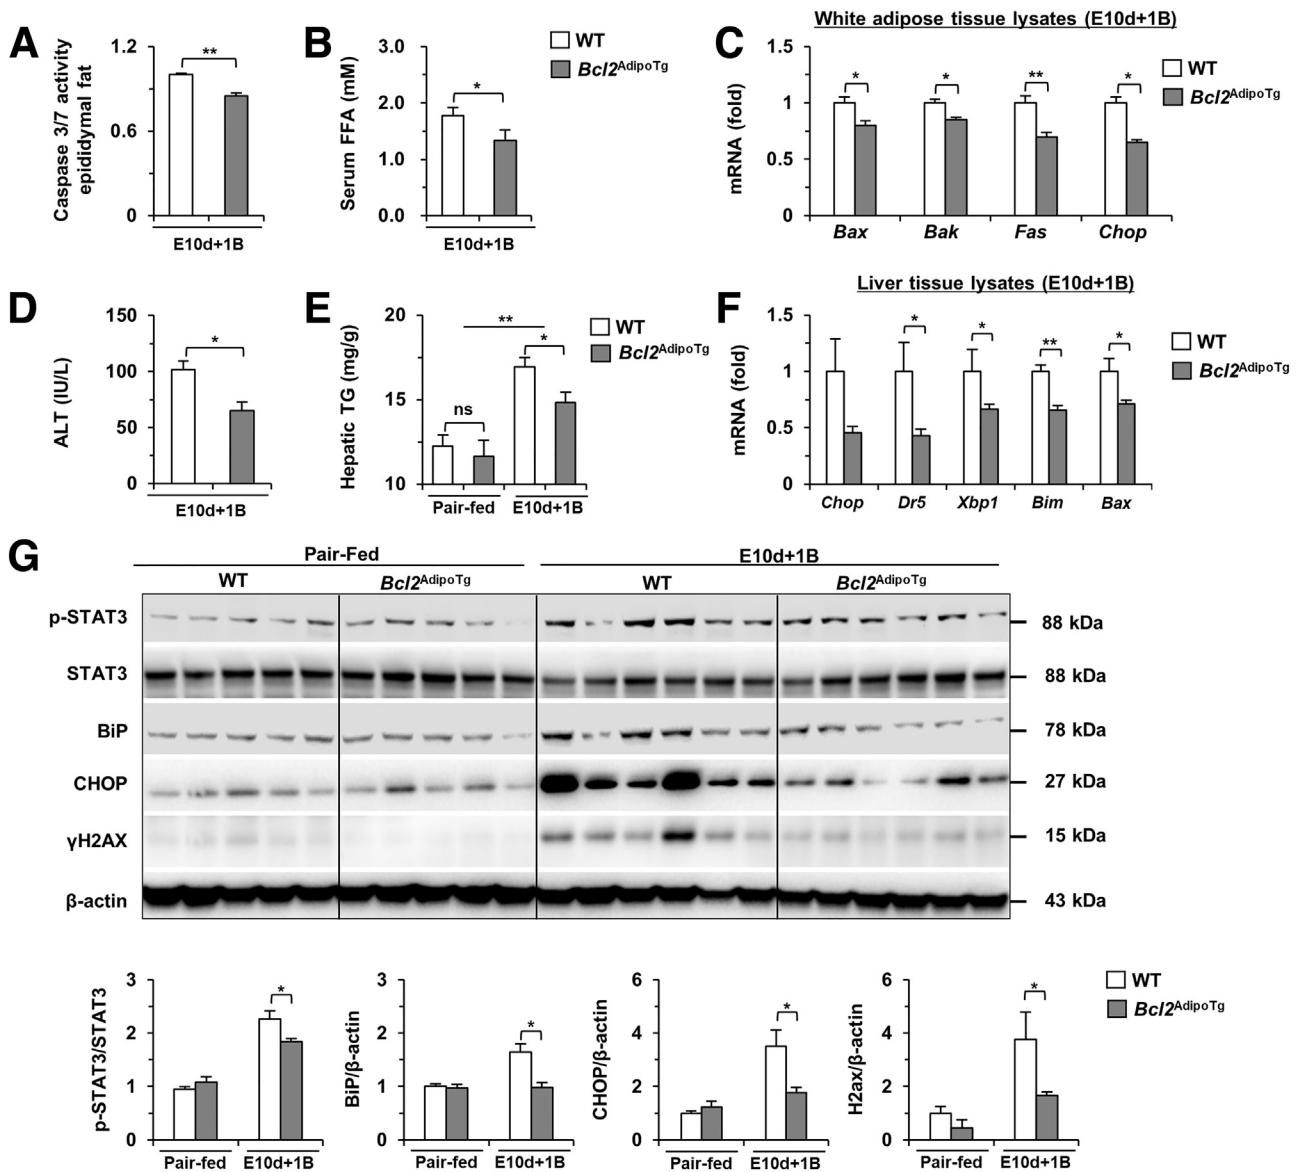 A
Caspase 3/7 activity
epididymal fat
1.2
0.6
0
**
E10d+1B
B
Serum FFA (mM)
3.0
2.0
1.0
0.0
*
E10d+1B
WT
Bcl2AdipoTg
C
White adipose tissue lysates (E10d+1B)
mRNA (fold)
1.5
1
0.5
0
* * ** *
Bax Bak Fas Chop
WT
Bcl2AdipoTg
D
ALT (IU/L)
150
100
50
0
*
E10d+1B
E
Hepatic TG (mg/g)
20
15
10
**
ns *
Pair-fed E10d+1B
WT
Bcl2AdipoTg
F
Liver tissue lysates (E10d+1B)
mRNA (fold)
1.5
1
0.5
0
* * ** *
Chop Dr5 Xbp1 Bim Bax
WT
Bcl2AdipoTg
G
Pair-Fed E10d+1B
WT Bcl2AdipoTg WT Bcl2AdipoTg
p-STAT3 88 kDa
STAT3 88 kDa
BiP 78 kDa
CHOP 27 kDa
γH2AX 15 kDa
β-actin 43 kDa
p-STAT3/STAT3
3
2
1
0
*
Pair-fed E10d+1B
BiP/β-actin
3
2
1
0
*
Pair-fed E10d+1B
CHOP/β-actin
6
4
2
0
*
Pair-fed E10d+1B
H2ax/β-actin
6
4
2
0
*
Pair-fed E10d+1B
WT
Bcl2AdipoTg